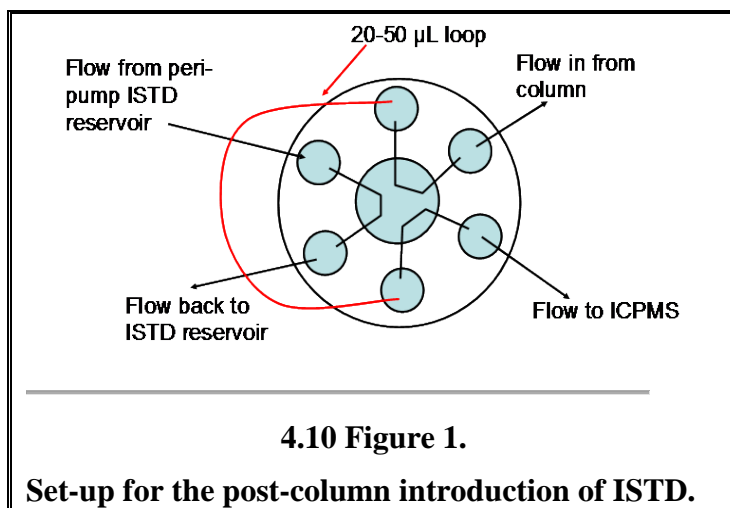 20-50 µL loop
Flow from peri-
pump ISTD
reservoir
Flow in from
column
Flow back to
ISTD reservoir
Flow to ICPMS
4.10 Figure 1.
Set-up for the post-column introduction of ISTD.